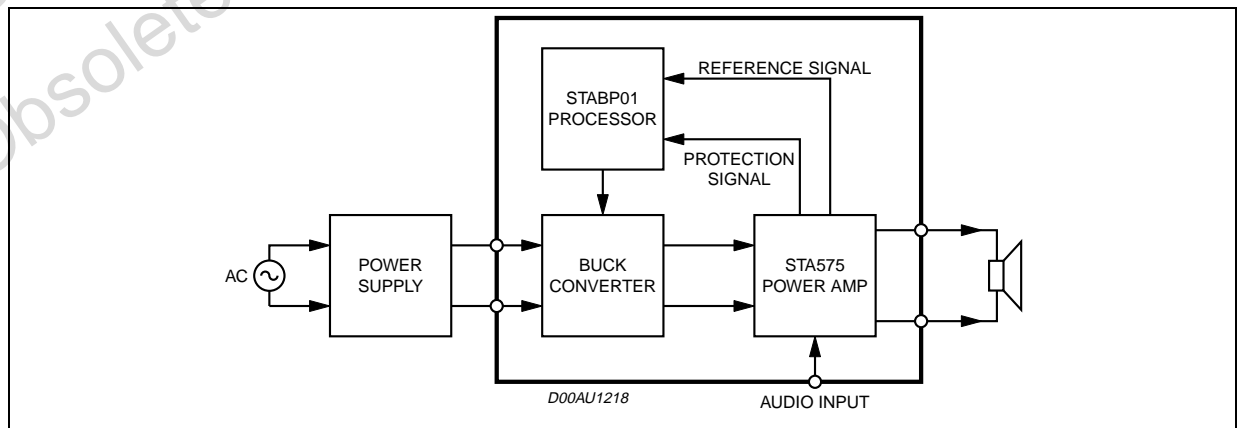 Obsolete
REFERENCE SIGNAL
STABP01
PROCESSOR
PROTECTION
SIGNAL
AC
POWER
SUPPLY
BUCK
CONVERTER
STA575
POWER AMP
D00AU1218
AUDIO INPUT